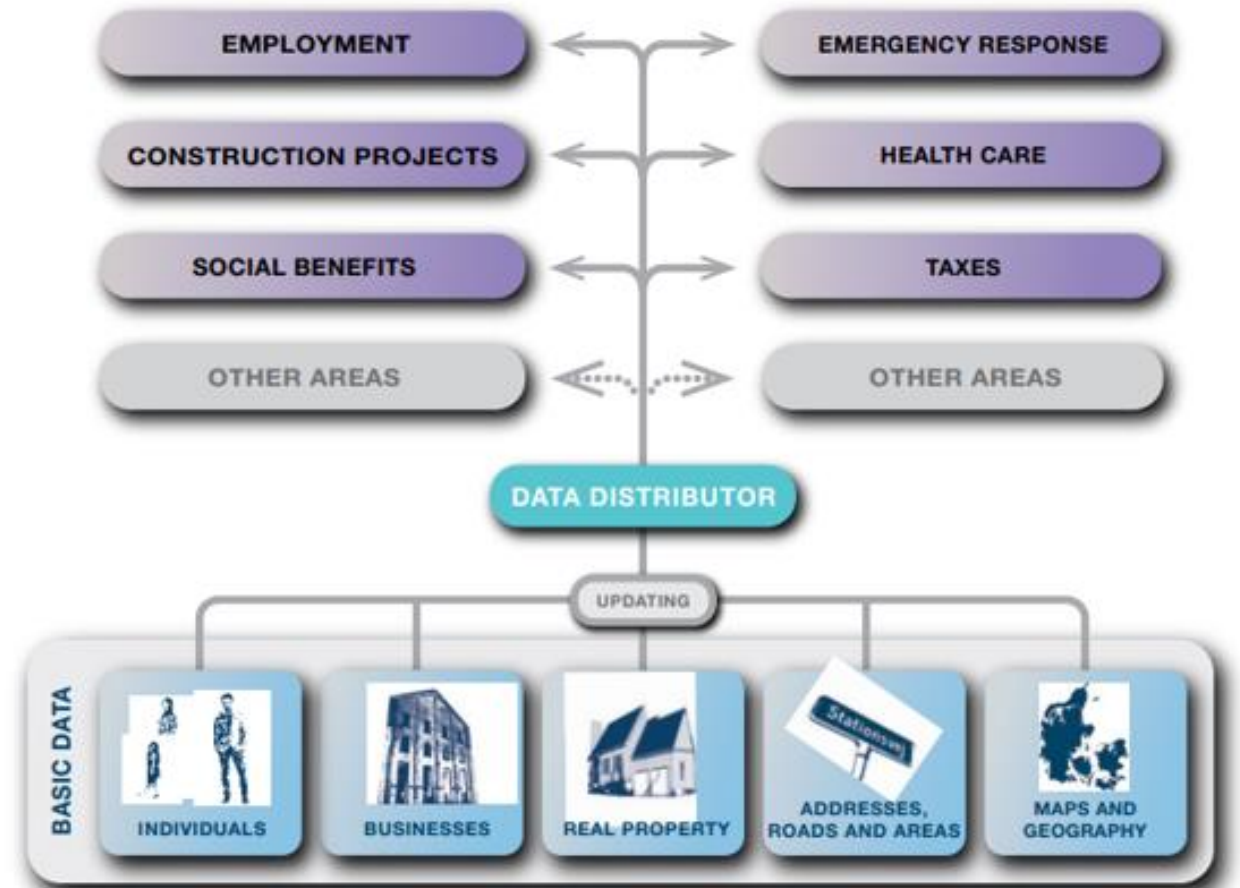 EMPLOYMENT
EMERGENCY RESPONSE
CONSTRUCTION PROJECTS
HEALTH CARE
SOCIAL BENEFITS
TAXES
OTHER AREAS
OTHER AREAS
DATA DISTRIBUTOR
UPDATING
BASIC DATA
INDIVIDUALS
BUSINESSES
REAL PROPERTY
Stationsvej
ADDRESSES,
ROADS AND AREAS
MAPS AND
GEOGRAPHY